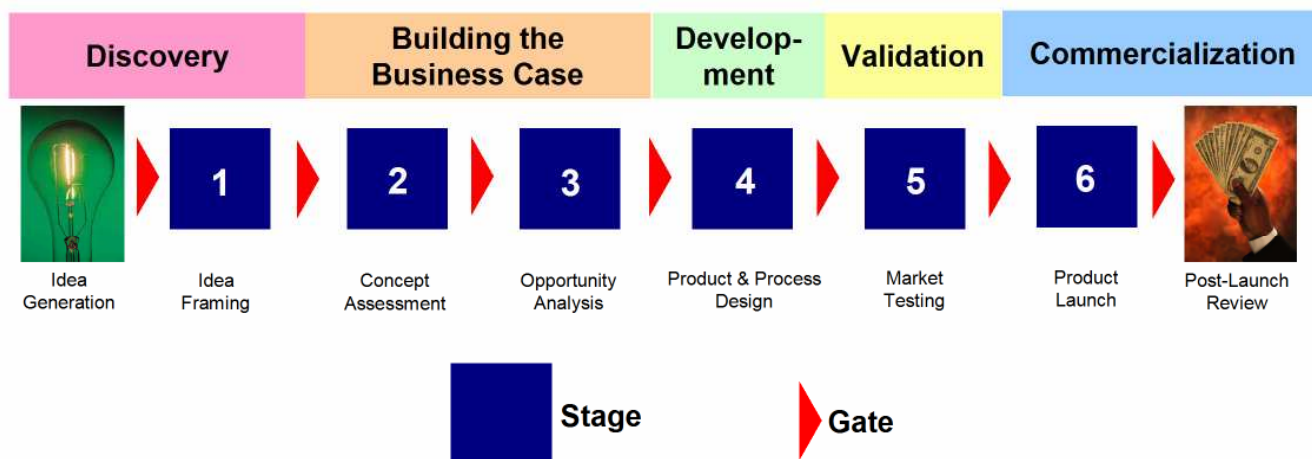 Discovery
Building the
Business Case
Develop-
ment
Validation
Commercialization
1
2
3
4
5
6
Idea
Generation
Idea
Framing
Concept
Assessment
Opportunity
Analysis
Product & Process
Design
Market
Testing
Product
Launch
Post-Launch
Review
Stage
Gate